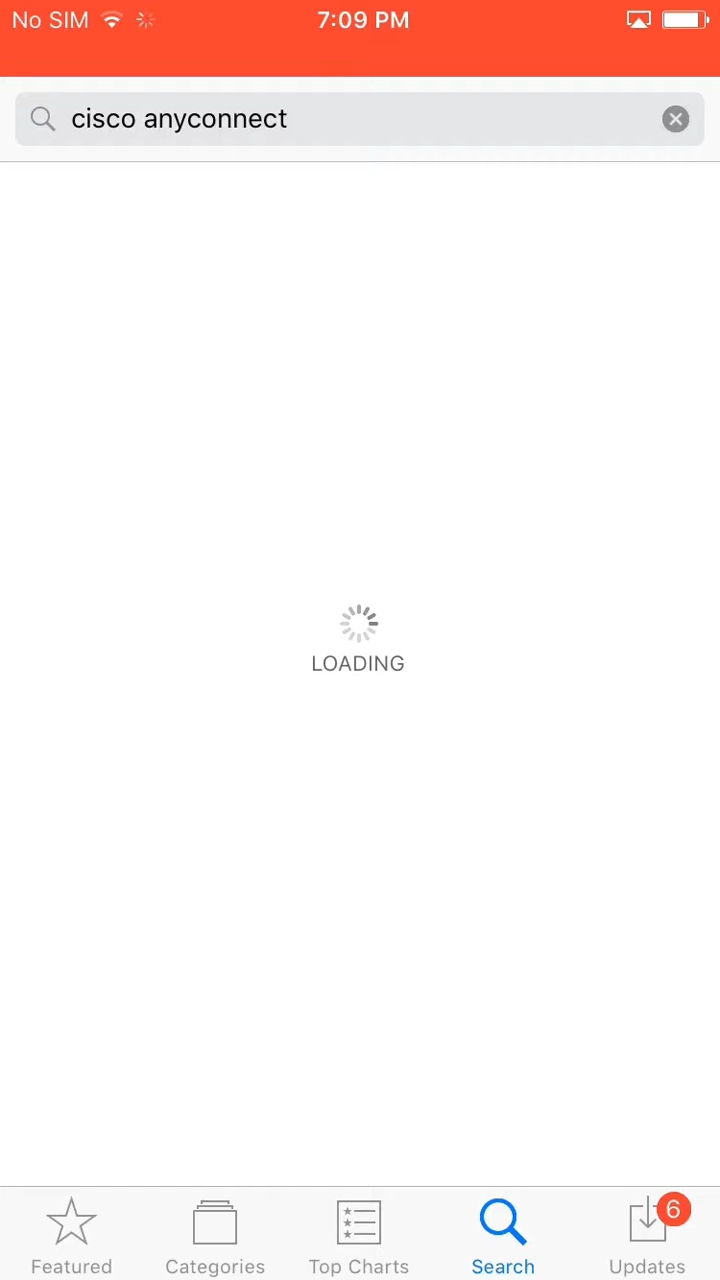 No SIM 7:09 PM
cisco anyconnect
LOADING
6
Featured Categories Top Charts Search Updates